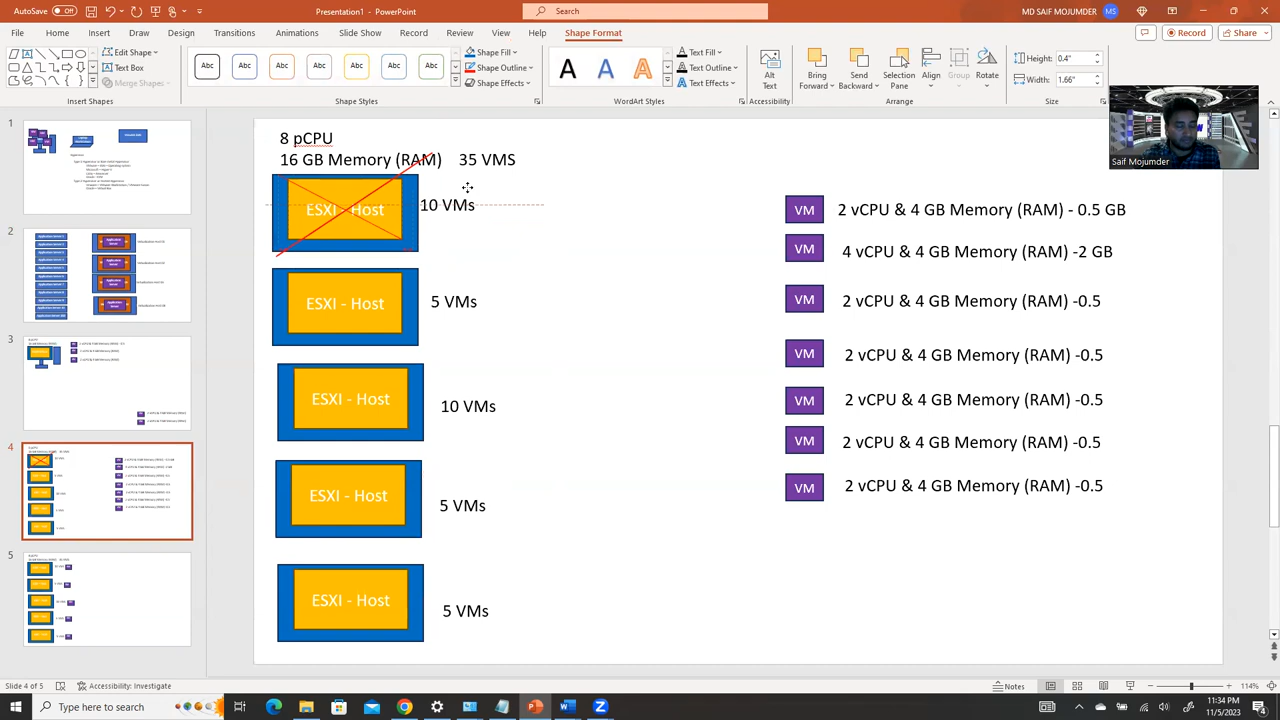 AutoSave Off
Search
MD SAIF MOJUMDER MS
File Home Insert Draw Design Transitions Animations Slide Show Record Review View Help Shape Format
Record Share
Edit Shape
Text Box
Merge Shapes
Insert Shapes
Abc Abc Abc Abc Abc Abc Abc
Shape Styles
Shape Fill
Shape Outline
Shape Effects
A A A
WordArt Styles
Text Fill
Text Outline
Text Effects
Alt Text
Accessibility
Bring Forward
Send Backward
Selection Pane
Align
Group
Rotate
Arrange
Height: 0.4"
Width: 1.66"
Size
Saif Mojumder
1
2
3
4
5
8 pCPU
16 GB Memory (RAM) 35 VMS
ESXI - Host 10 VMs
ESXI - Host 5 VMs
ESXI - Host 10 VMs
ESXI - Host 5 VMs
ESXI - Host 5 VMs
VM 2 vCPU & 4 GB Memory (RAM) - 0.5 GB
VM 4 vCPU & 4 GB Memory (RAM) -2 GB
VM 2 vCPU & 4 GB Memory (RAM) -0.5
VM 2 vCPU & 4 GB Memory (RAM) -0.5
VM 2 vCPU & 4 GB Memory (RAM) -0.5
VM 2 vCPU & 4 GB Memory (RAM) -0.5
VM 2 vCPU & 4 GB Memory (RAM) -0.5
Slide 4 of 5 Accessibility: Investigate
Notes 114%
Type here to search
11:34 PM
11/5/2023